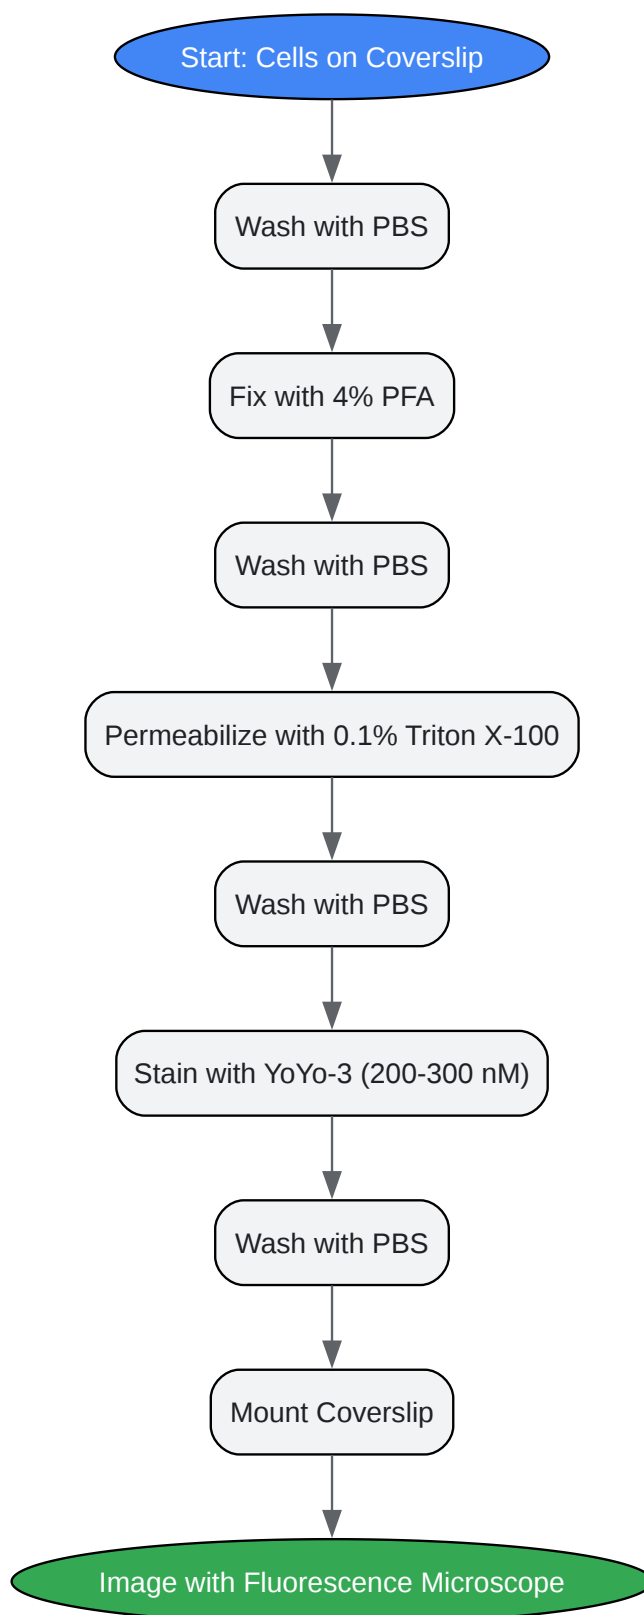 Start: Cells on Coverslip
Wash with PBS
Fix with 4% PFA
Wash with PBS
Permeabilize with 0.1% Triton X-100
Wash with PBS
Stain with YoYo-3 (200-300 nM)
Wash with PBS
Mount Coverslip
Image with Fluorescence Microscope